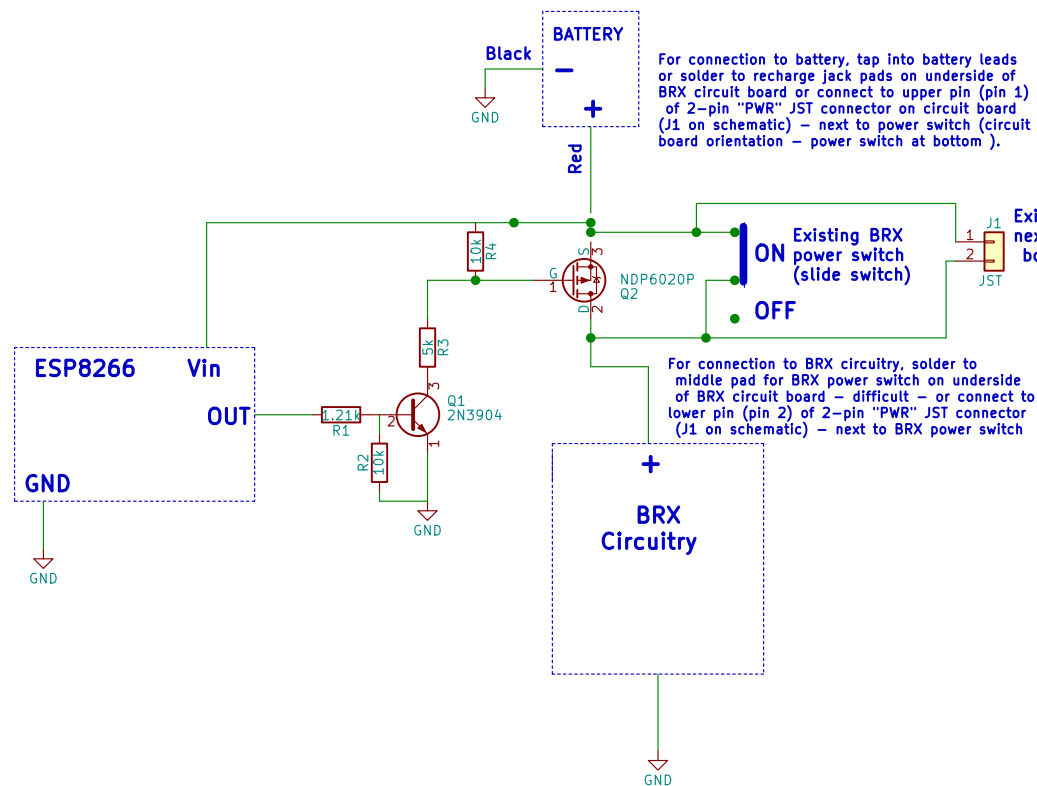 BATTERY
Black
−
+
GND
Red
For connection to battery, tap into battery leads
or solder to recharge jack pads on underside of
BRX circuit board or connect to upper pin (pin 1)
of 2−pin "PWR" JST connector on circuit board
(J1 on schematic) − next to power switch (circuit
board orientation − power switch at bottom ).
10k
R4
S
3
G
1
D
2
NDP6020P
Q2
ON
Existing BRX
power switch
(slide switch)
OFF
J1
1
2
JST
5k
R3
ESP8266
Vin
OUT
GND
GND
1.21k
R1
3
2
1
Q1
2N3904
R2
10k
GND
For connection to BRX circuitry, solder to
middle pad for BRX power switch on underside
of BRX circuit board − difficult − or connect to
lower pin (pin 2) of 2−pin "PWR" JST connector
(J1 on schematic) − next to BRX power switch
+
BRX
Circuitry
GND